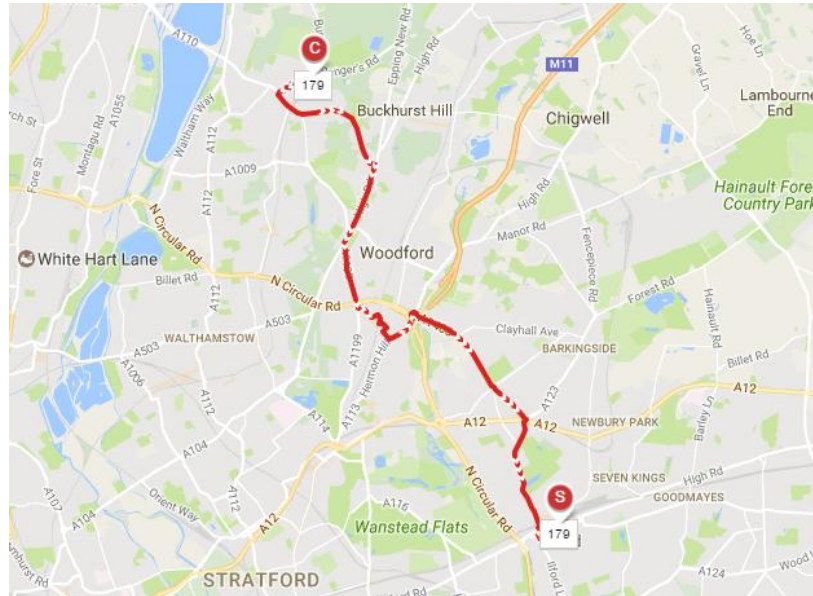 A110
C
179
Epping New Rd
High Rd
M11
Gravel Ln
Hoe Ln
Lambourne
End
Buckhurst Hill
Chigwell
A1055
Montagu Rd
Fore St
Waltham Way
A112
A1009
Hainault Fore
Country Park
High Rd
Manor Rd
Fencepiece Rd
N Circular Rd
A112
White Hart Lane
Woodford
Billet Rd
Forest Rd
Hainault Rd
N Circular Rd
WALTHAMSTOW
A503
A503
A1199
Hermon Hill
Clayhall Ave
BARKINGSIDE
Billet Rd
A1006
A112
A113
A114
A123
A12
Barley Ln
A12
A12
NEWBURY PARK
A104
A104
A107
A112
Orient Way
A12
A116
N Circular Rd
SEVEN KINGS
High Rd
GOODMAYES
S
179
Wanstead Flats
STRATFORD
A124